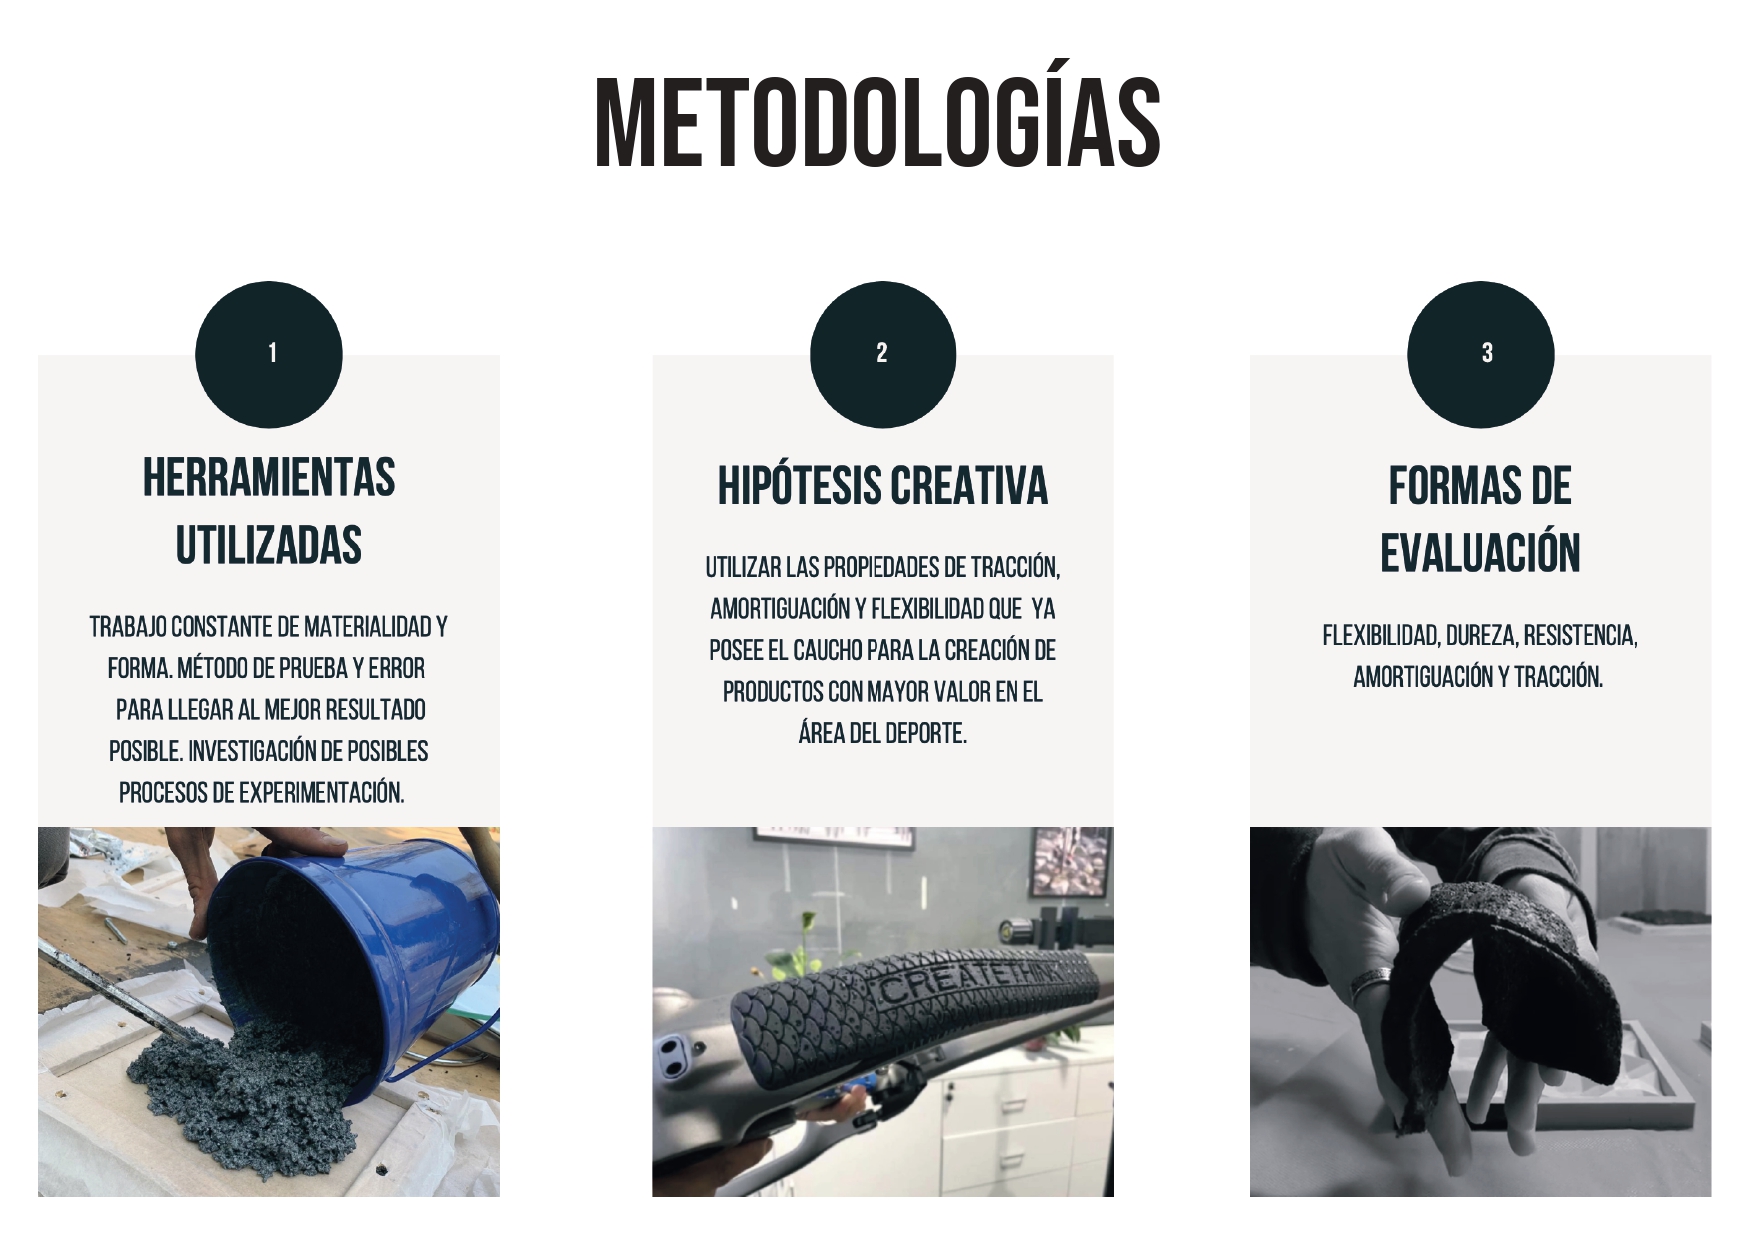 METODOLOGÍAS
1
HERRAMIENTAS
UTILIZADAS
TRABAJO CONSTANTE DE MATERIALIDAD Y
FORMA. MÉTODO DE PRUEBA Y ERROR
PARA LLEGAR AL MEJOR RESULTADO
POSIBLE. INVESTIGACIÓN DE POSIBLES
PROCESOS DE EXPERIMENTACIÓN.
2
HIPÓTESIS CREATIVA
UTILIZAR LAS PROPIEDADES DE TRACCIÓN,
AMORTIGUACIÓN Y FLEXIBILIDAD QUE YA
POSEE EL CAUCHO PARA LA CREACIÓN DE
PRODUCTOS CON MAYOR VALOR EN EL
ÁREA DEL DEPORTE.
CREATETHINK
3
FORMAS DE
EVALUACIÓN
FLEXIBILIDAD, DUREZA, RESISTENCIA,
AMORTIGUACIÓN Y TRACCIÓN.